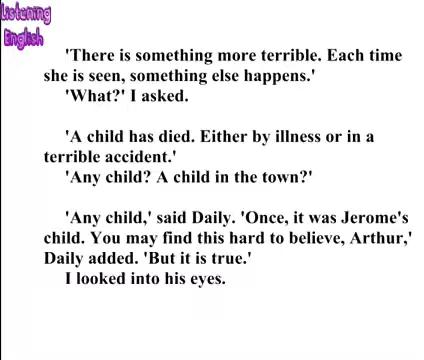 Listening
English
'There is something more terrible. Each time
she is seen, something else happens.'
'What?' I asked.
'A child has died. Either by illness or in a
terrible accident.'
'Any child? A child in the town?'
'Any child,' said Daily. 'Once, it was Jerome's
child. You may find this hard to believe, Arthur,'
Daily added. 'But it is true.'
I looked into his eyes.